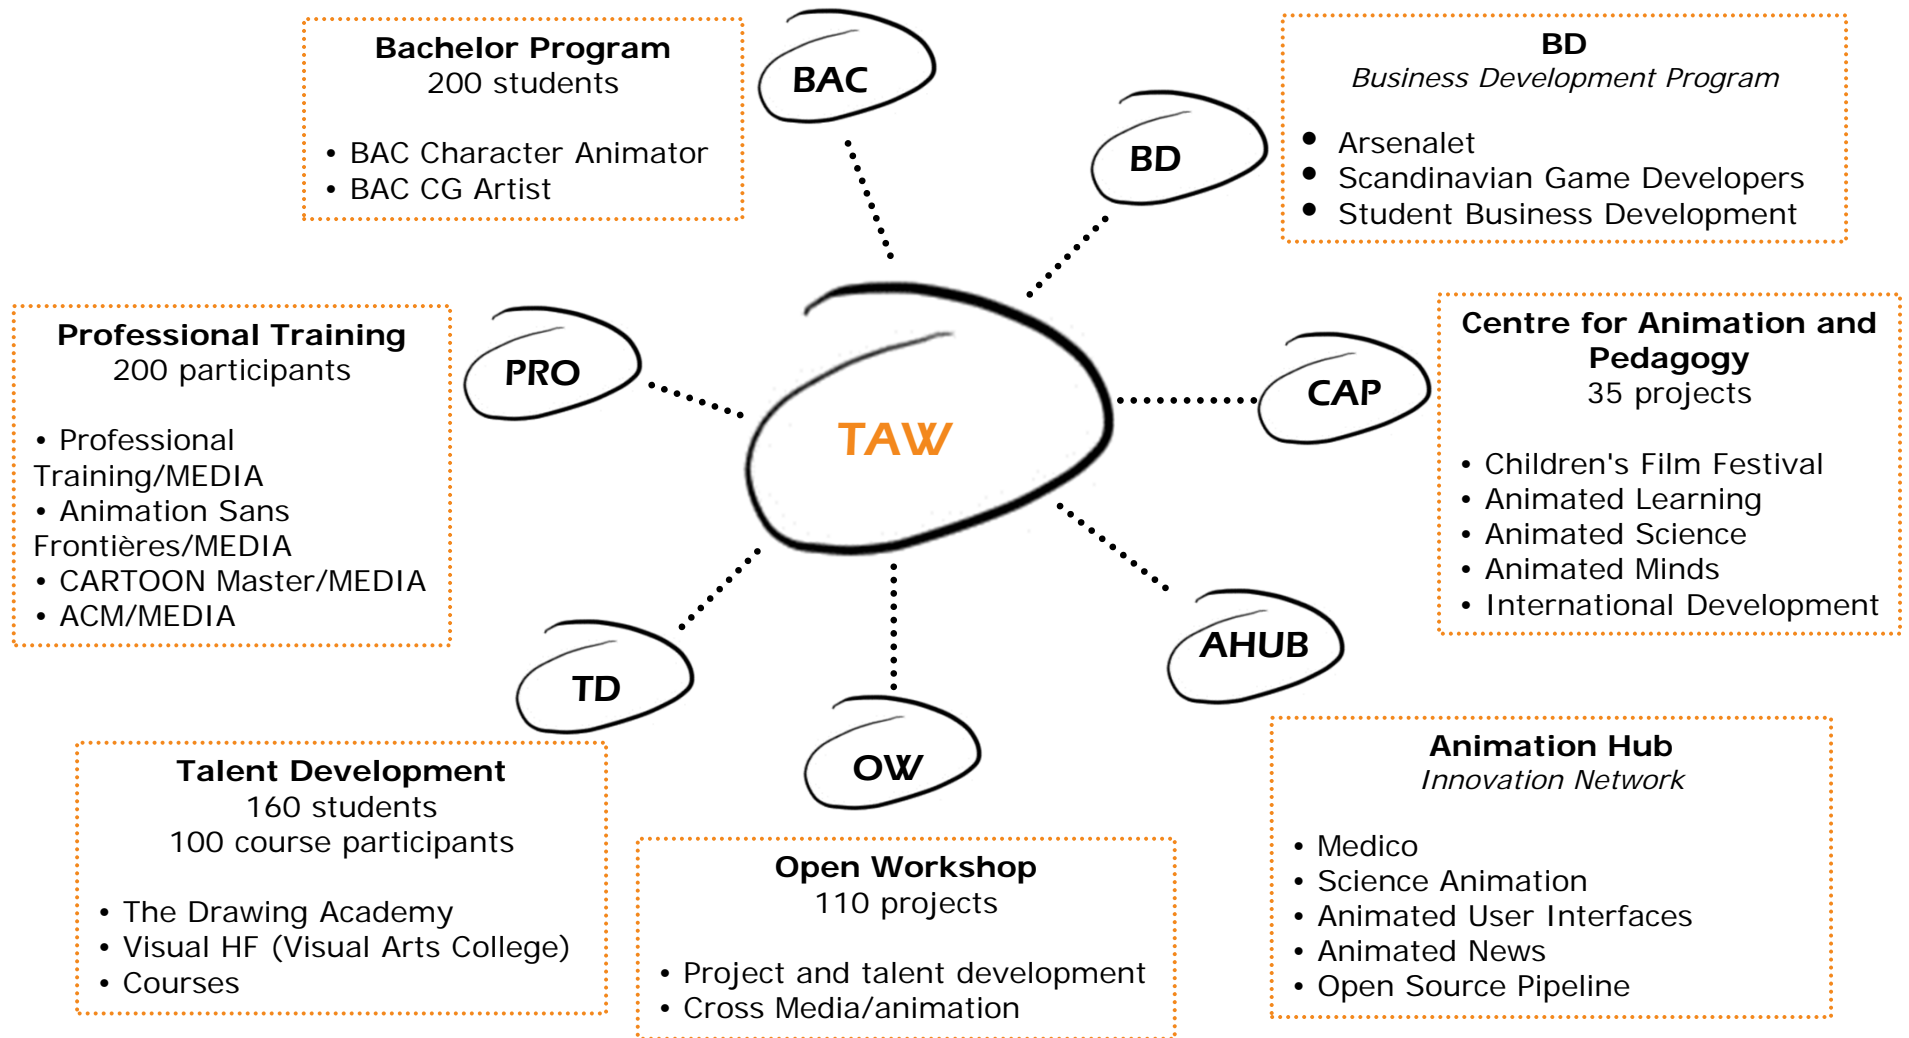 Bachelor Program
200 students
• BAC Character Animator
• BAC CG Artist
BAC
BD
BD
Business Development Program
• Arsenalet
• Scandinavian Game Developers
• Student Business Development
Professional Training
200 participants
• Professional
Training/MEDIA
• Animation Sans
Frontières/MEDIA
• CARTOON Master/MEDIA
• ACM/MEDIA
PRO
TAW
CAP
Centre for Animation and
Pedagogy
35 projects
• Children's Film Festival
• Animated Learning
• Animated Science
• Animated Minds
• International Development
TD
OW
AHUB
Talent Development
160 students
100 course participants
• The Drawing Academy
• Visual HF (Visual Arts College)
• Courses
Open Workshop
110 projects
• Project and talent development
• Cross Media/animation
Animation Hub
Innovation Network
• Medico
• Science Animation
• Animated User Interfaces
• Animated News
• Open Source Pipeline